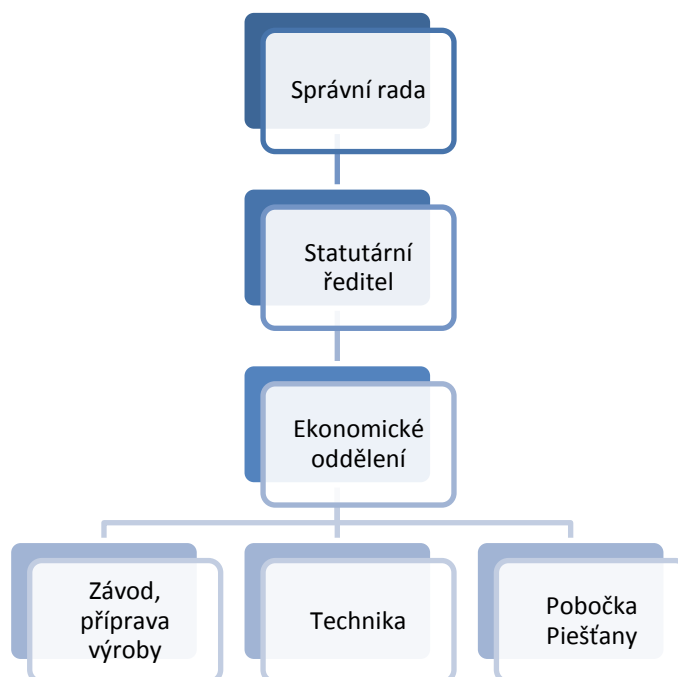 Správní rada
Statutární
ředitel
Ekonomické
oddělení
Závod,
příprava
výroby
Technika
Pobočka
Piešťany